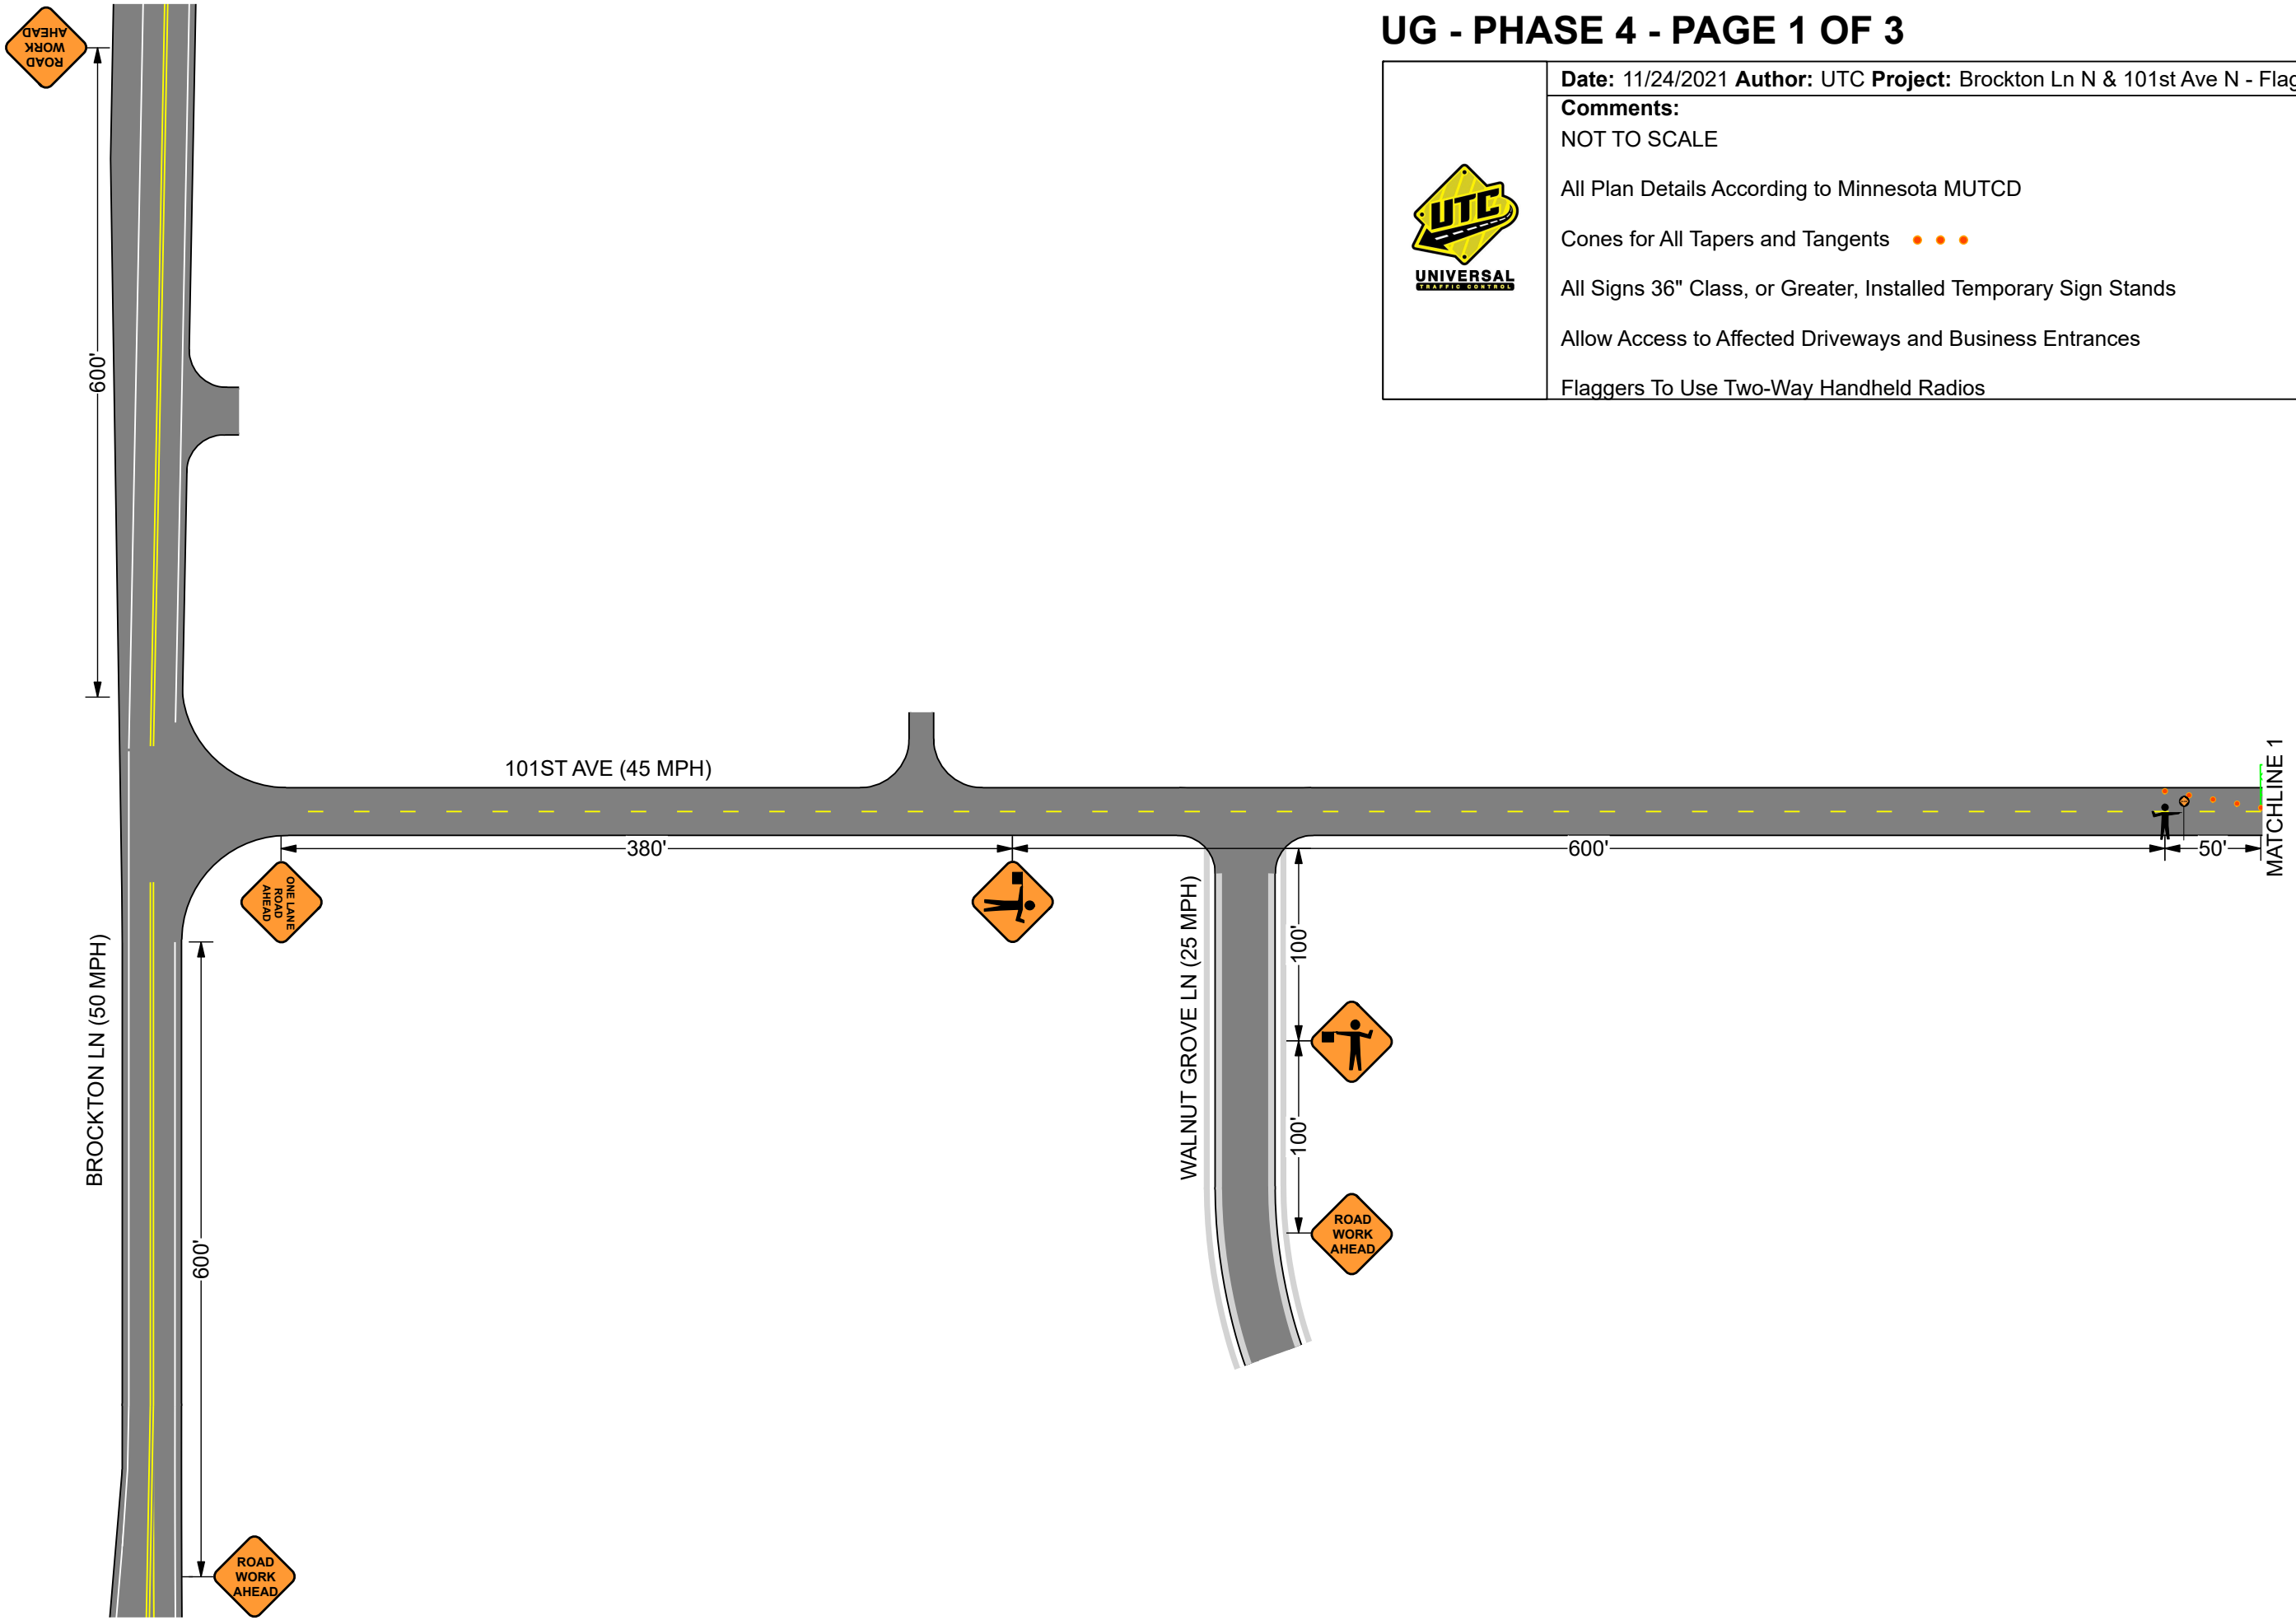 UG - PHASE 4 - PAGE 1 OF 3
Date: 11/24/2021 Author: UTC Project: Brockton Ln N & 101st Ave N - Flag
Comments:
NOT TO SCALE
All Plan Details According to Minnesota MUTCD
Cones for All Tapers and Tangents
All Signs 36" Class, or Greater, Installed Temporary Sign Stands
Allow Access to Affected Driveways and Business Entrances
Flaggers To Use Two-Way Handheld Radios
UTC
UNIVERSAL
TRAFFIC CONTROL
ROAD
WORK
AHEAD
600'
101ST AVE (45 MPH)
MATCHLINE 1
380'
600'
50'
ONE LANE
ROAD
AHEAD
BROCKTON LN (50 MPH)
WALNUT GROVE LN (25 MPH)
100'
100'
ROAD
WORK
AHEAD
600'
ROAD
WORK
AHEAD